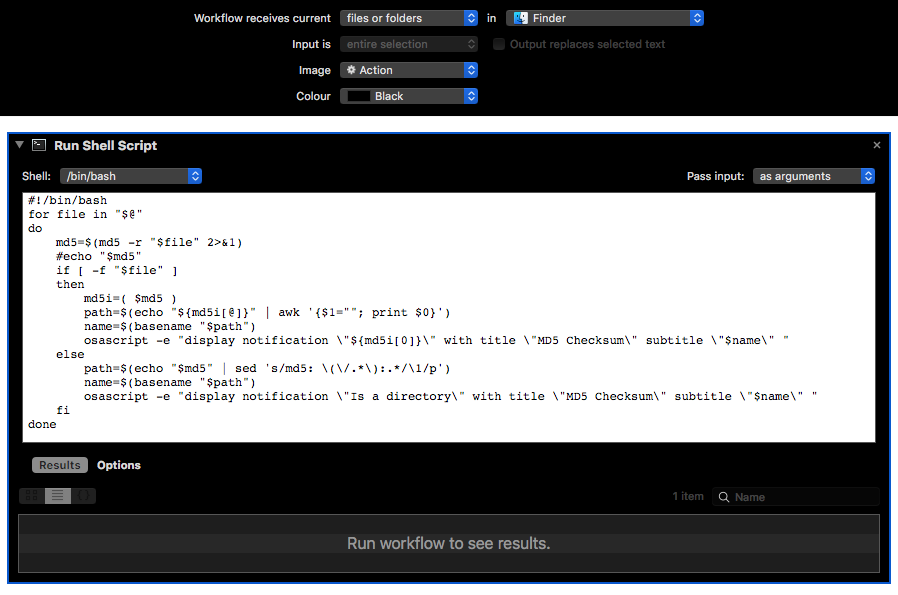 Workflow receives current files or folders in Finder
Input is entire selection Output replaces selected text
Image Action
Colour Black
Run Shell Script
Shell: /bin/bash Pass input: as arguments
#!/bin/bash
for file in "$@"
do
    md5=$(md5 -r "$file" 2>&1)
    #echo "$md5"
    if [ -f "$file" ]
    then
        md5i=( $md5 )
        path=$(echo "${md5i[@]}" | awk '{$1=""; print $0}')
        name=$(basename "$path")
        osascript -e "display notification \"${md5i[0]}\" with title \"MD5 Checksum\" subtitle \"$name\" "
    else
        path=$(echo "$md5" | sed 's/md5: \(\/.*\):.*/\1/p')
        name=$(basename "$path")
        osascript -e "display notification \"Is a directory\" with title \"MD5 Checksum\" subtitle \"$name\" "
    fi
done
Results Options
1 item Name
Run workflow to see results.